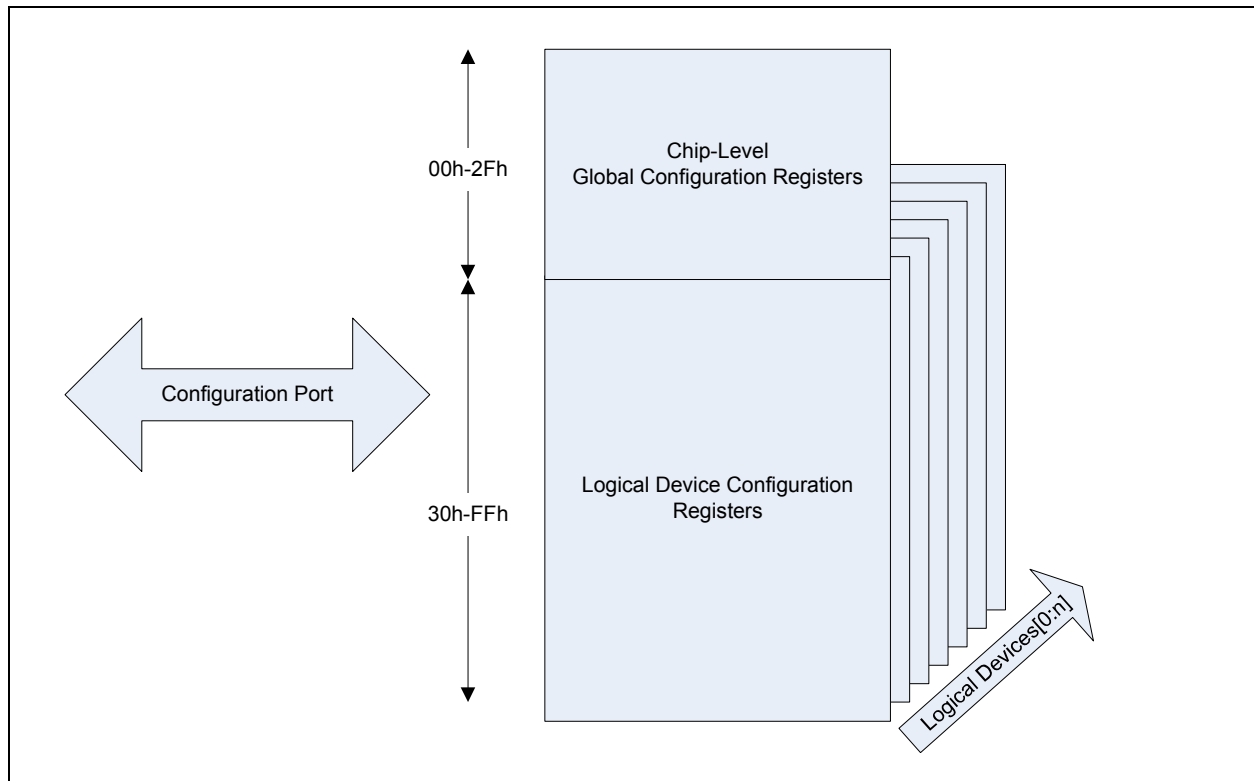 Chip-Level
Global Configuration Registers
00h-2Fh
Configuration Port
Logical Device Configuration
Registers
30h-FFh
Logical Devices[0:n]